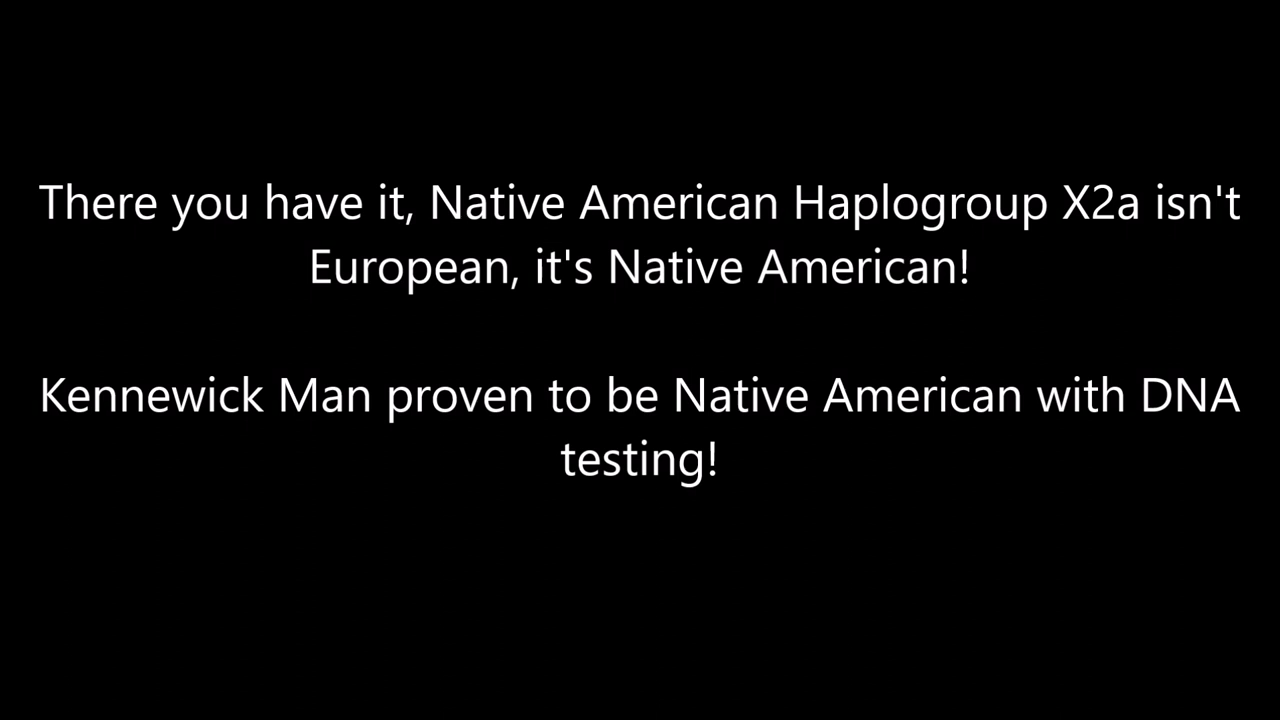 There you have it, Native American Haplogroup X2a isn't
European, it's Native American!
Kennewick Man proven to be Native American with DNA
testing!